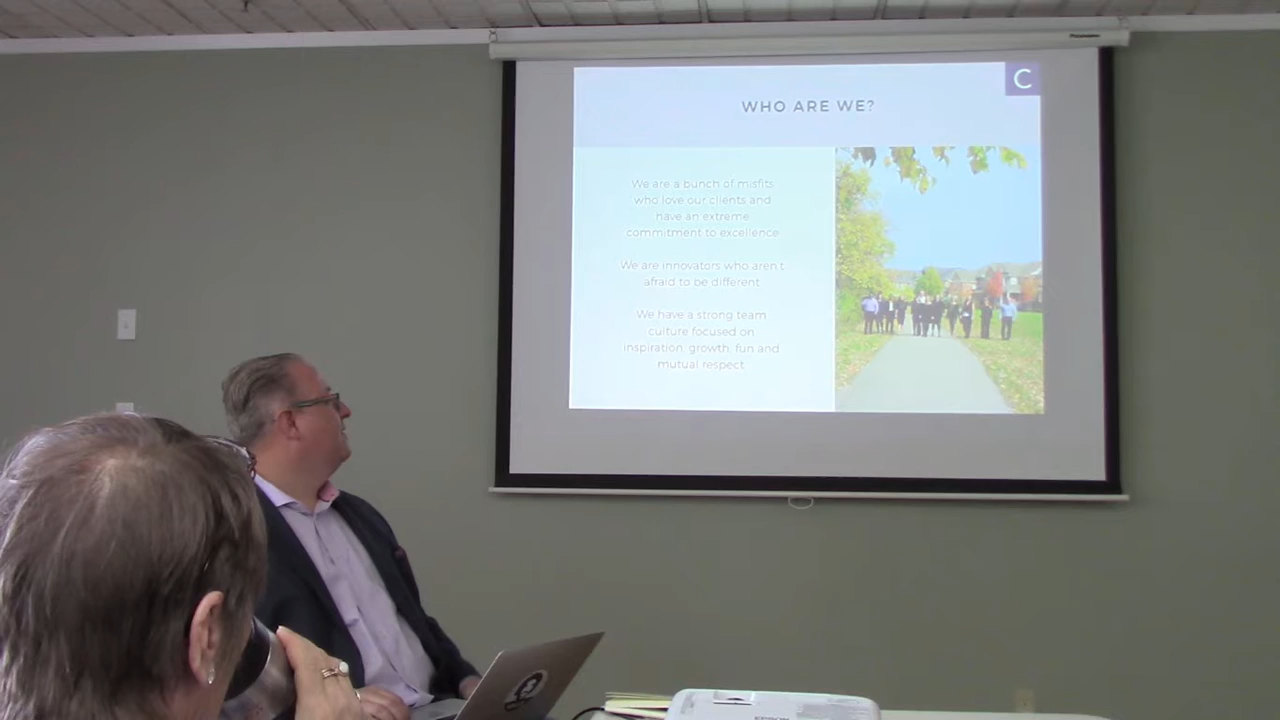 C
WHO ARE WE?
We are a bunch of misfits
who love our clients and
have an extreme
commitment to excellence
We are innovators who aren't
afraid to be different
We have a strong team
culture focused on
inspiration, growth, fun and
mutual respect
EPSON